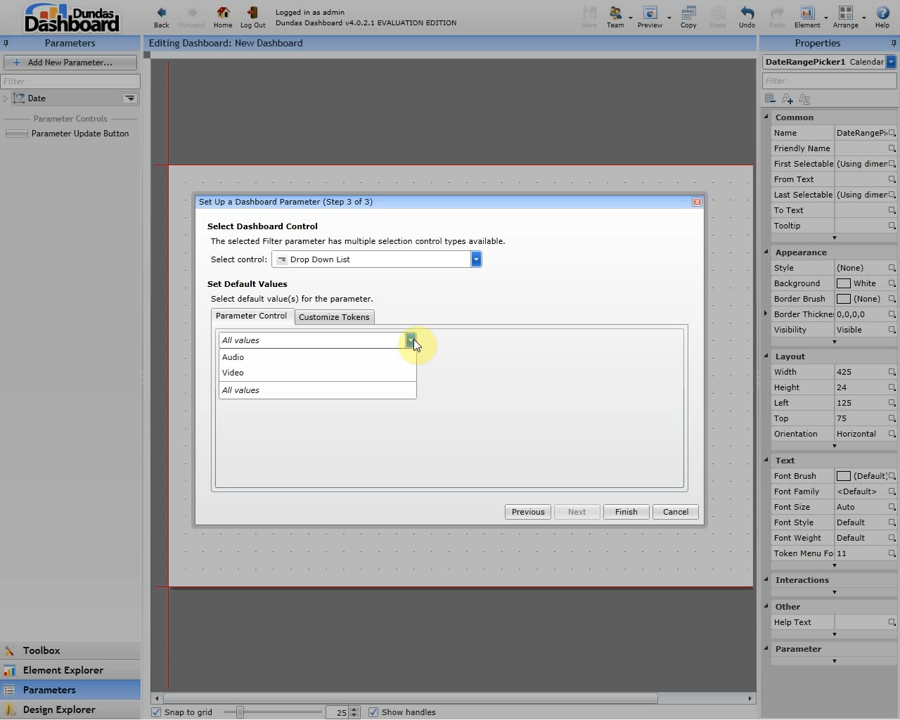 Dundas
Dashboard
Back
Forward
Home
Log Out
Logged in as admin
Dundas Dashboard v4.0.2.1 EVALUATION EDITION
Save
Team
Preview
Copy
Paste
Undo
Redo
Element
Arrange
Help
Parameters
Editing Dashboard: New Dashboard
Properties
+ Add New Parameter...
Filter
Date
Parameter Controls
Parameter Update Button
DateRangePicker1 Calendar
Filter
Common
Name DateRangePi
Friendly Name
First Selectable (Using dimen
From Text
Last Selectable (Using dimen
To Text
Tooltip
Appearance
Style (None)
Background White
Border Brush (None)
Border Thicknes 0,0,0,0
Visibility Visible
Layout
Width 425
Height 24
Left 125
Top 75
Orientation Horizontal
Text
Font Brush (Default)
Font Family <Default>
Font Size Auto
Font Style Default
Font Weight Default
Token Menu Fo 11
Interactions
Other
Help Text
Parameter
Set Up a Dashboard Parameter (Step 3 of 3)
Select Dashboard Control
The selected Filter parameter has multiple selection control types available.
Select control: Drop Down List
Set Default Values
Select default value(s) for the parameter.
Parameter Control
Customize Tokens
All values
Audio
Video
All values
Previous
Next
Finish
Cancel
Toolbox
Element Explorer
Parameters
Design Explorer
Snap to grid
25
Show handles